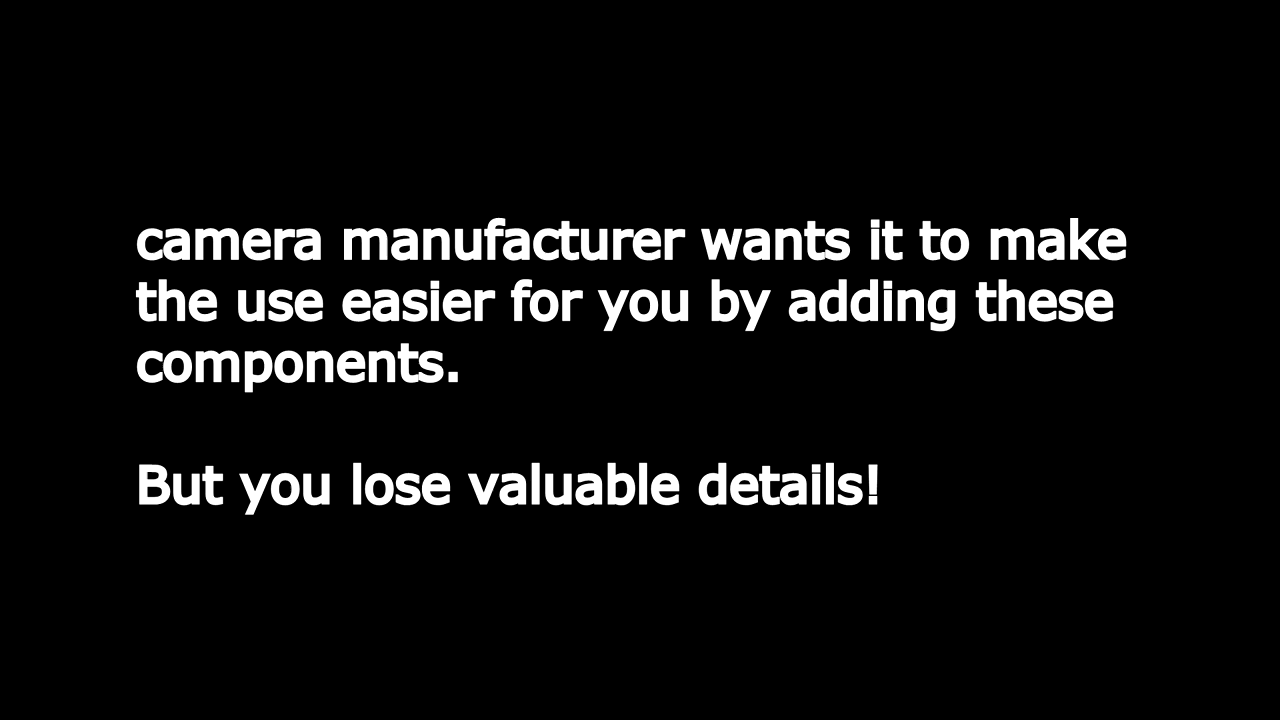 camera manufacturer wants it to make
the use easier for you by adding these
components.
But you lose valuable details!